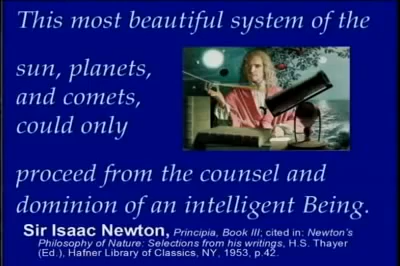 This most beautiful system of the
sun, planets,
and comets,
could only
proceed from the counsel and
dominion of an intelligent Being.
Sir Isaac Newton, Principia, Book III; cited in: Newton's
Philosophy of Nature: Selections from his writings, H.S. Thayer
(Ed.), Hafner Library of Classics, NY, 1953, p.42.